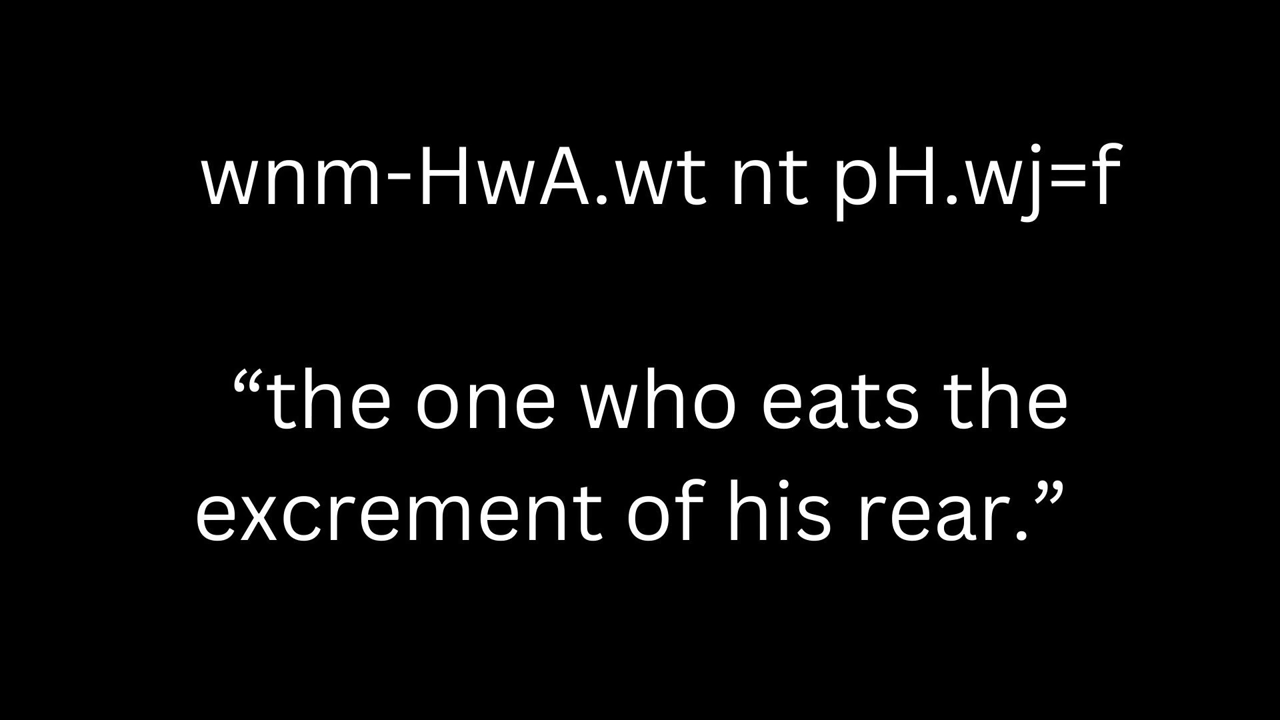 wnm-HwA.wt nt pH.wj=f
“the one who eats the
excrement of his rear.”